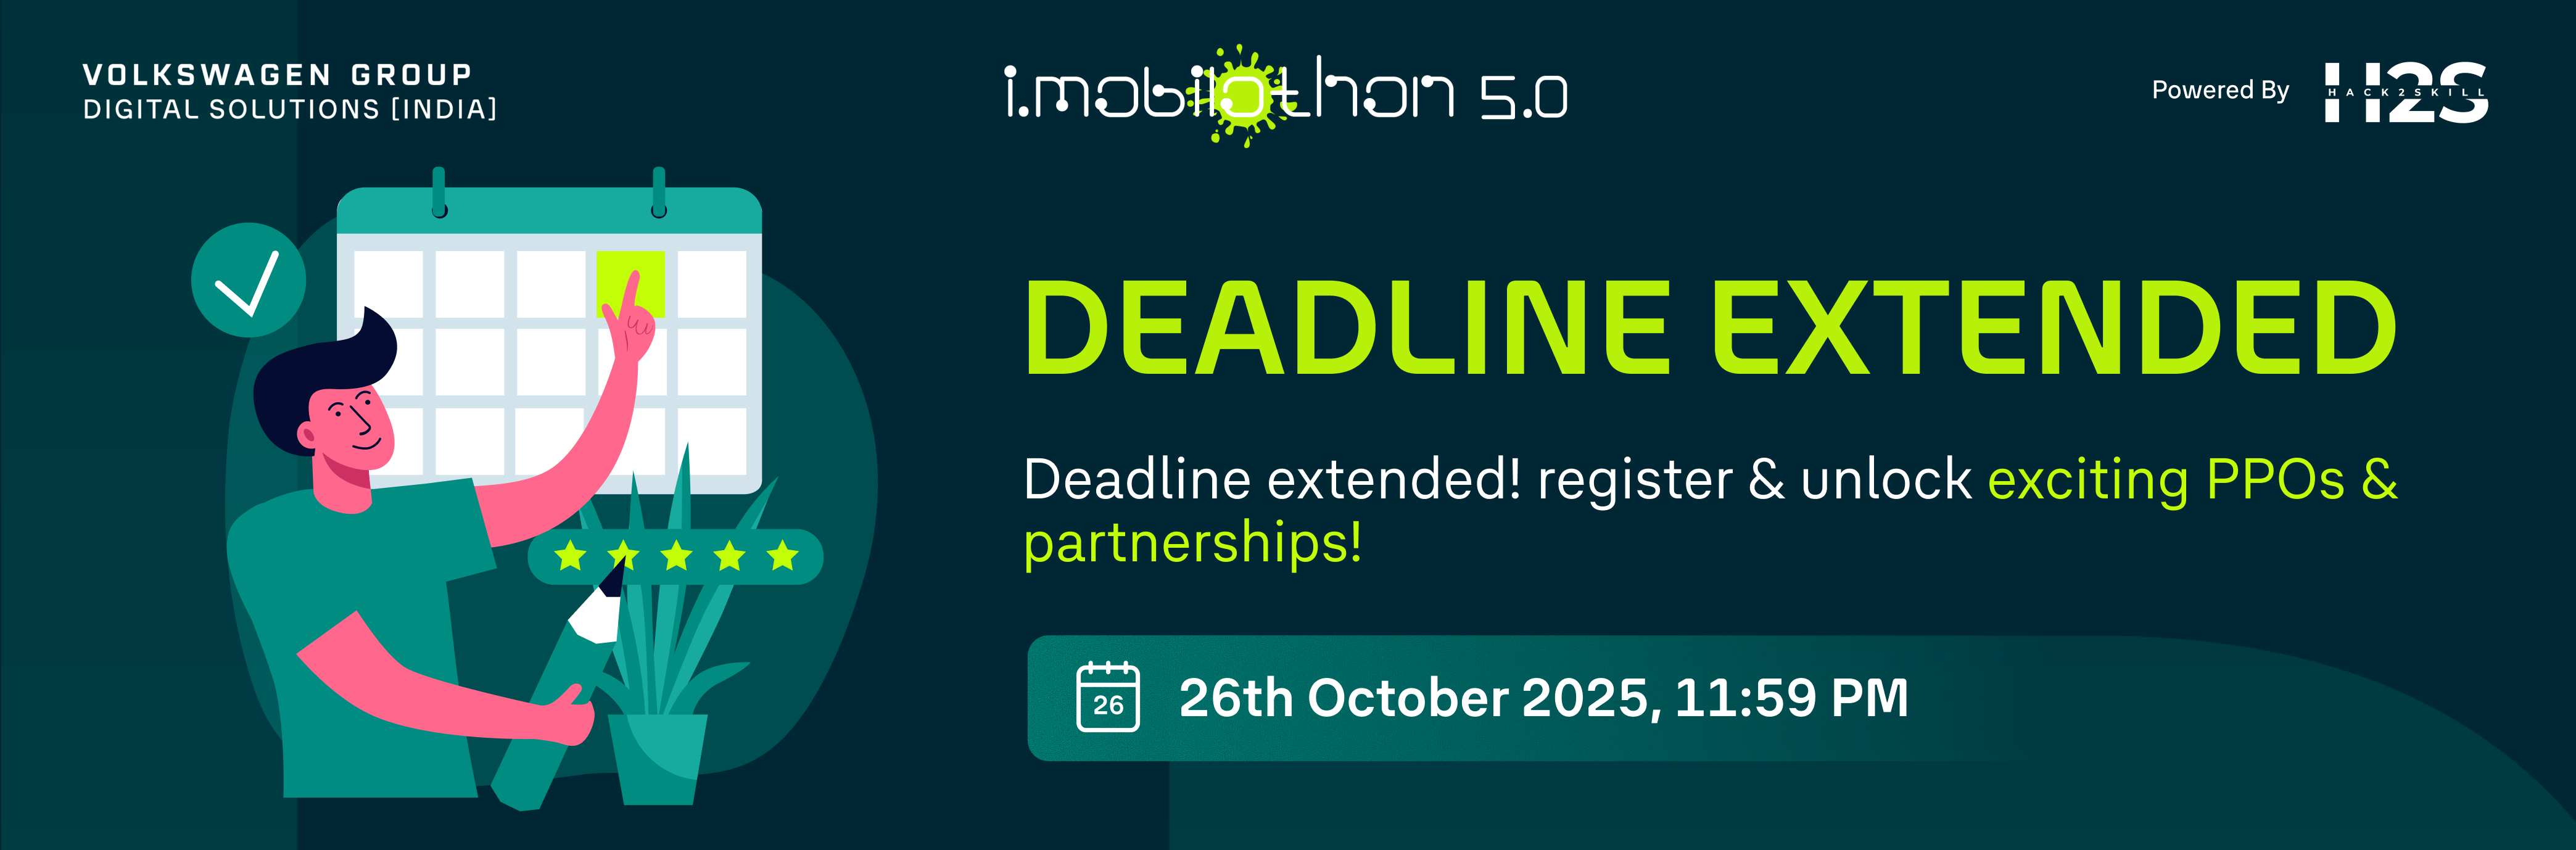 VOLKSWAGEN GROUP
DIGITAL SOLUTIONS [INDIA]
i.mobilothon 5.0
Powered By
H2S
HACK2SKILL
DEADLINE EXTENDED
Deadline extended! register & unlock exciting PPOs &
partnerships!
26
26th October 2025, 11:59 PM